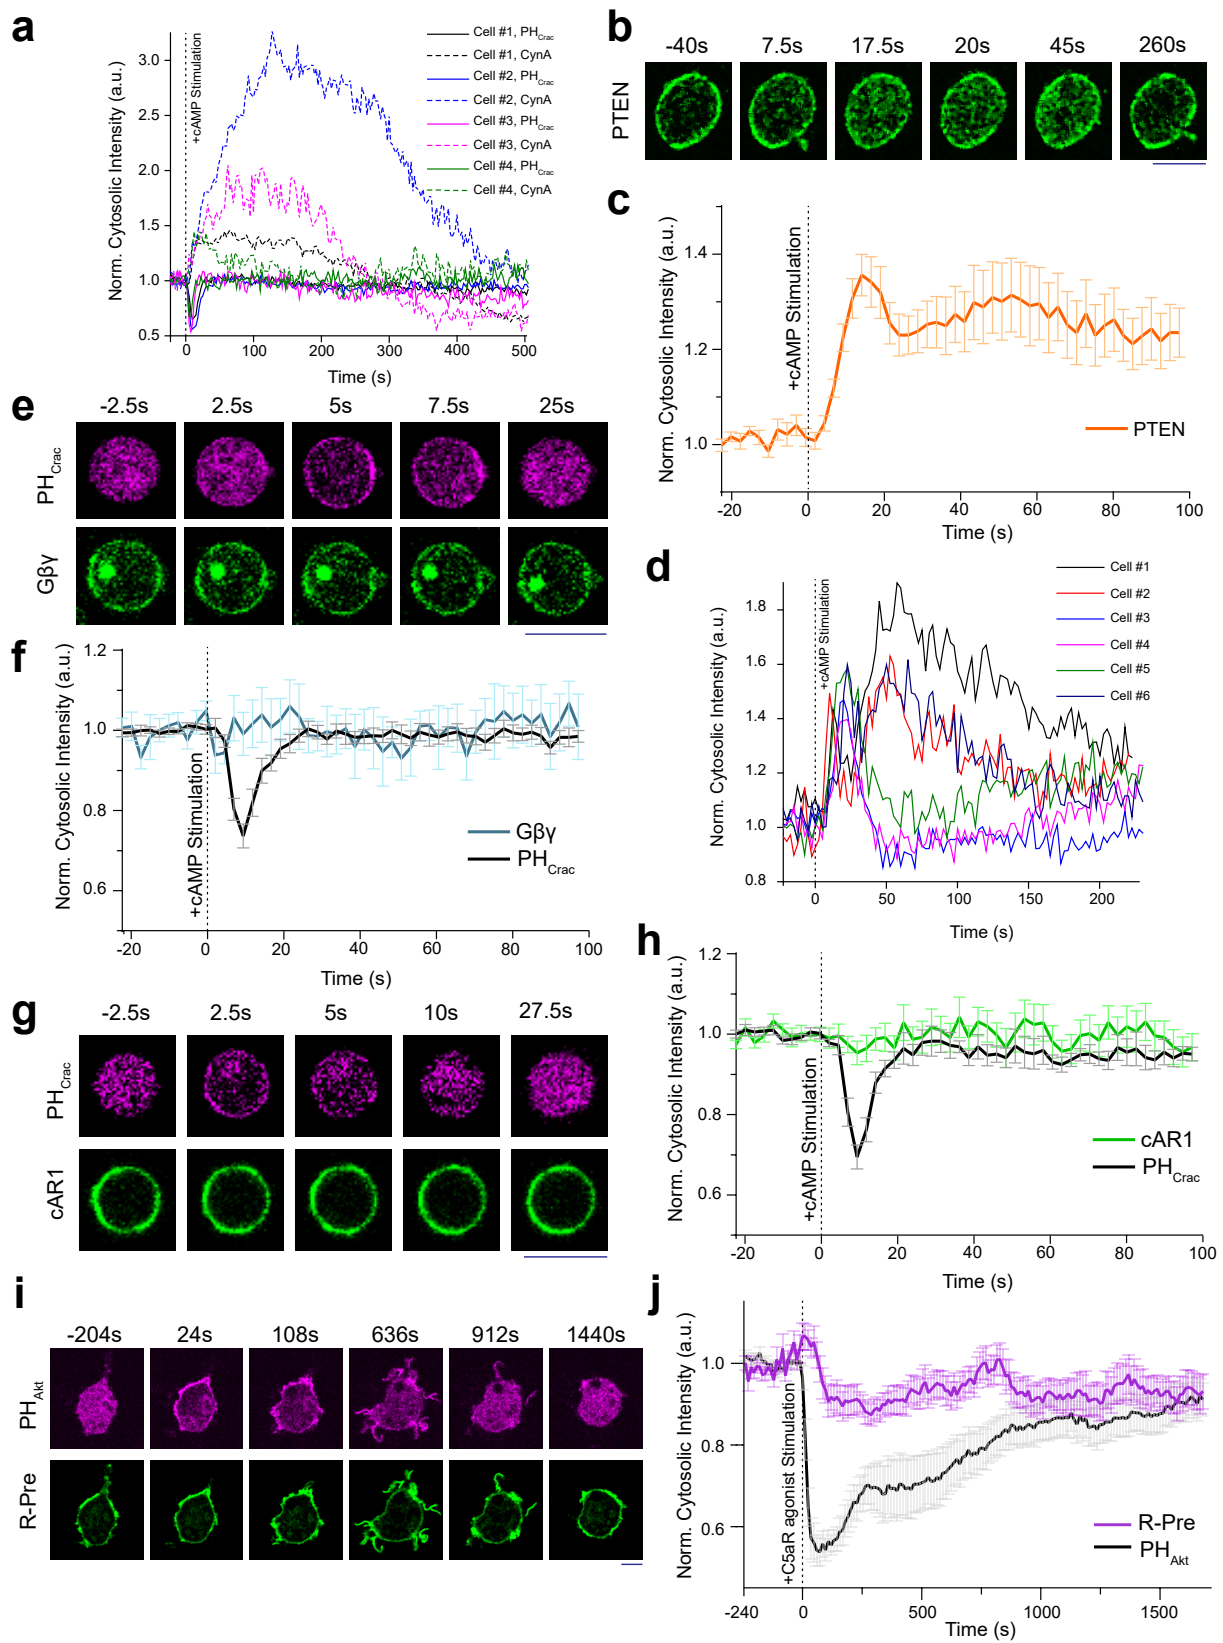 a
Norm. Cytosolic Intensity (a.u.)
3.0
2.5
2.0
1.5
1.0
0.5
+cAMP Stimulation
Cell #1, PHCrac
Cell #1, CynA
Cell #2, PHCrac
Cell #2, CynA
Cell #3, PHCrac
Cell #3, CynA
Cell #4, PHCrac
Cell #4, CynA
0 100 200 300 400 500
Time (s)
b
-40s 7.5s 17.5s 20s 45s 260s
PTEN
c
Norm. Cytosolic Intensity (a.u.)
1.4
1.2
1.0
+cAMP Stimulation
PTEN
-20 0 20 40 60 80 100
Time (s)
d
Norm. Cytosolic Intensity (a.u.)
1.8
1.6
1.4
1.2
1.0
0.8
+cAMP Stimulation
Cell #1
Cell #2
Cell #3
Cell #4
Cell #5
Cell #6
0 50 100 150 200
Time (s)
e
-2.5s 2.5s 5s 7.5s 25s
PHCrac
Gβγ
f
Norm. Cytosolic Intensity (a.u.)
1.2
1.0
0.8
0.6
+cAMP Stimulation
Gβγ
PHCrac
-20 0 20 40 60 80 100
Time (s)
g
-2.5s 2.5s 5s 10s 27.5s
PHCrac
cAR1
h
Norm. Cytosolic Intensity (a.u.)
1.2
1.0
0.8
0.6
+cAMP Stimulation
cAR1
PHCrac
-20 0 20 40 60 80 100
Time (s)
i
-204s 24s 108s 636s 912s 1440s
PHAkt
R-Pre
j
Norm. Cytosolic Intensity (a.u.)
1.0
0.8
0.6
+C5aR agonist Stimulation
R-Pre
PHAkt
-240 0 500 1000 1500
Time (s)